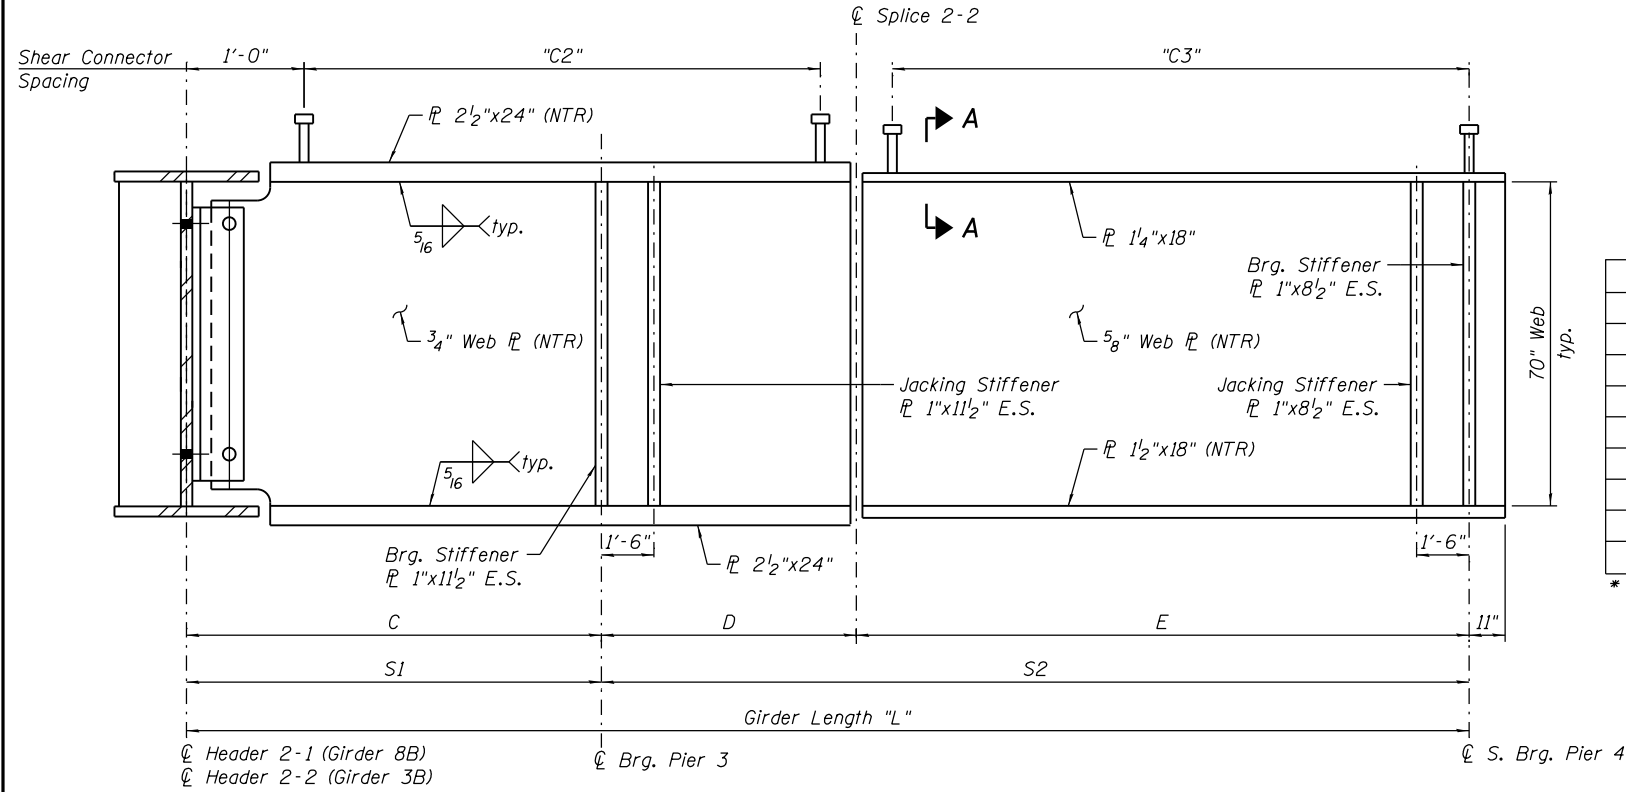 ℄ Splice 2-2
Shear Connector
Spacing
1'-0"
"C2"
"C3"
℄ 2½"x24" (NTR)
A
5/16
typ.
A
¾" Web ℄ (NTR)
℄ 1¼"x18"
Brg. Stiffener
℄ 1"x8½" E.S.
⅝" Web ℄ (NTR)
70" Web
typ.
Jacking Stiffener
℄ 1"x11½" E.S.
Jacking Stiffener
℄ 1"x8½" E.S.
5/16
typ.
℄ 1½"x18" (NTR)
Brg. Stiffener
℄ 1"x11½" E.S.
1'-6"
℄ 2½"x24"
1'-6"
*
C
D
E
11"
S1
S2
Girder Length "L"
℄ Header 2-1 (Girder 8B)
℄ Header 2-2 (Girder 3B)
℄ Brg. Pier 3
℄ S. Brg. Pier 4